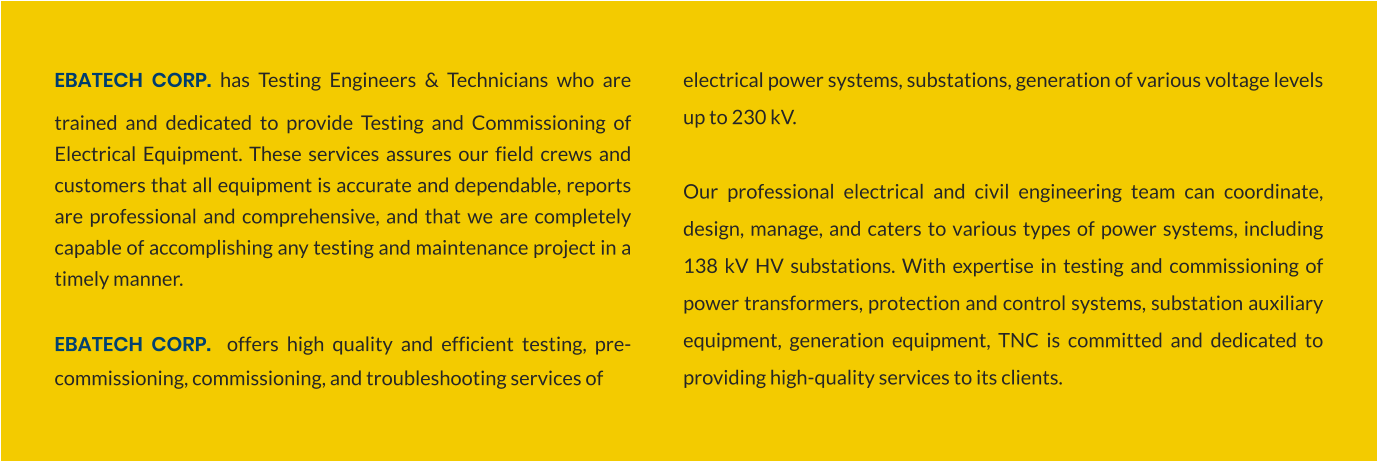 EBATECH CORP. has Testing Engineers & Technicians who are
trained and dedicated to provide Testing and Commissioning of
Electrical Equipment. These services assures our field crews and
customers that all equipment is accurate and dependable, reports
are professional and comprehensive, and that we are completely
capable of accomplishing any testing and maintenance project in a
timely manner.
EBATECH CORP. offers high quality and efficient testing, pre-
commissioning, commissioning, and troubleshooting services of
electrical power systems, substations, generation of various voltage levels
up to 230 kV.
Our professional electrical and civil engineering team can coordinate,
design, manage, and caters to various types of power systems, including
138 kV HV substations. With expertise in testing and commissioning of
power transformers, protection and control systems, substation auxiliary
equipment, generation equipment, TNC is committed and dedicated to
providing high-quality services to its clients.